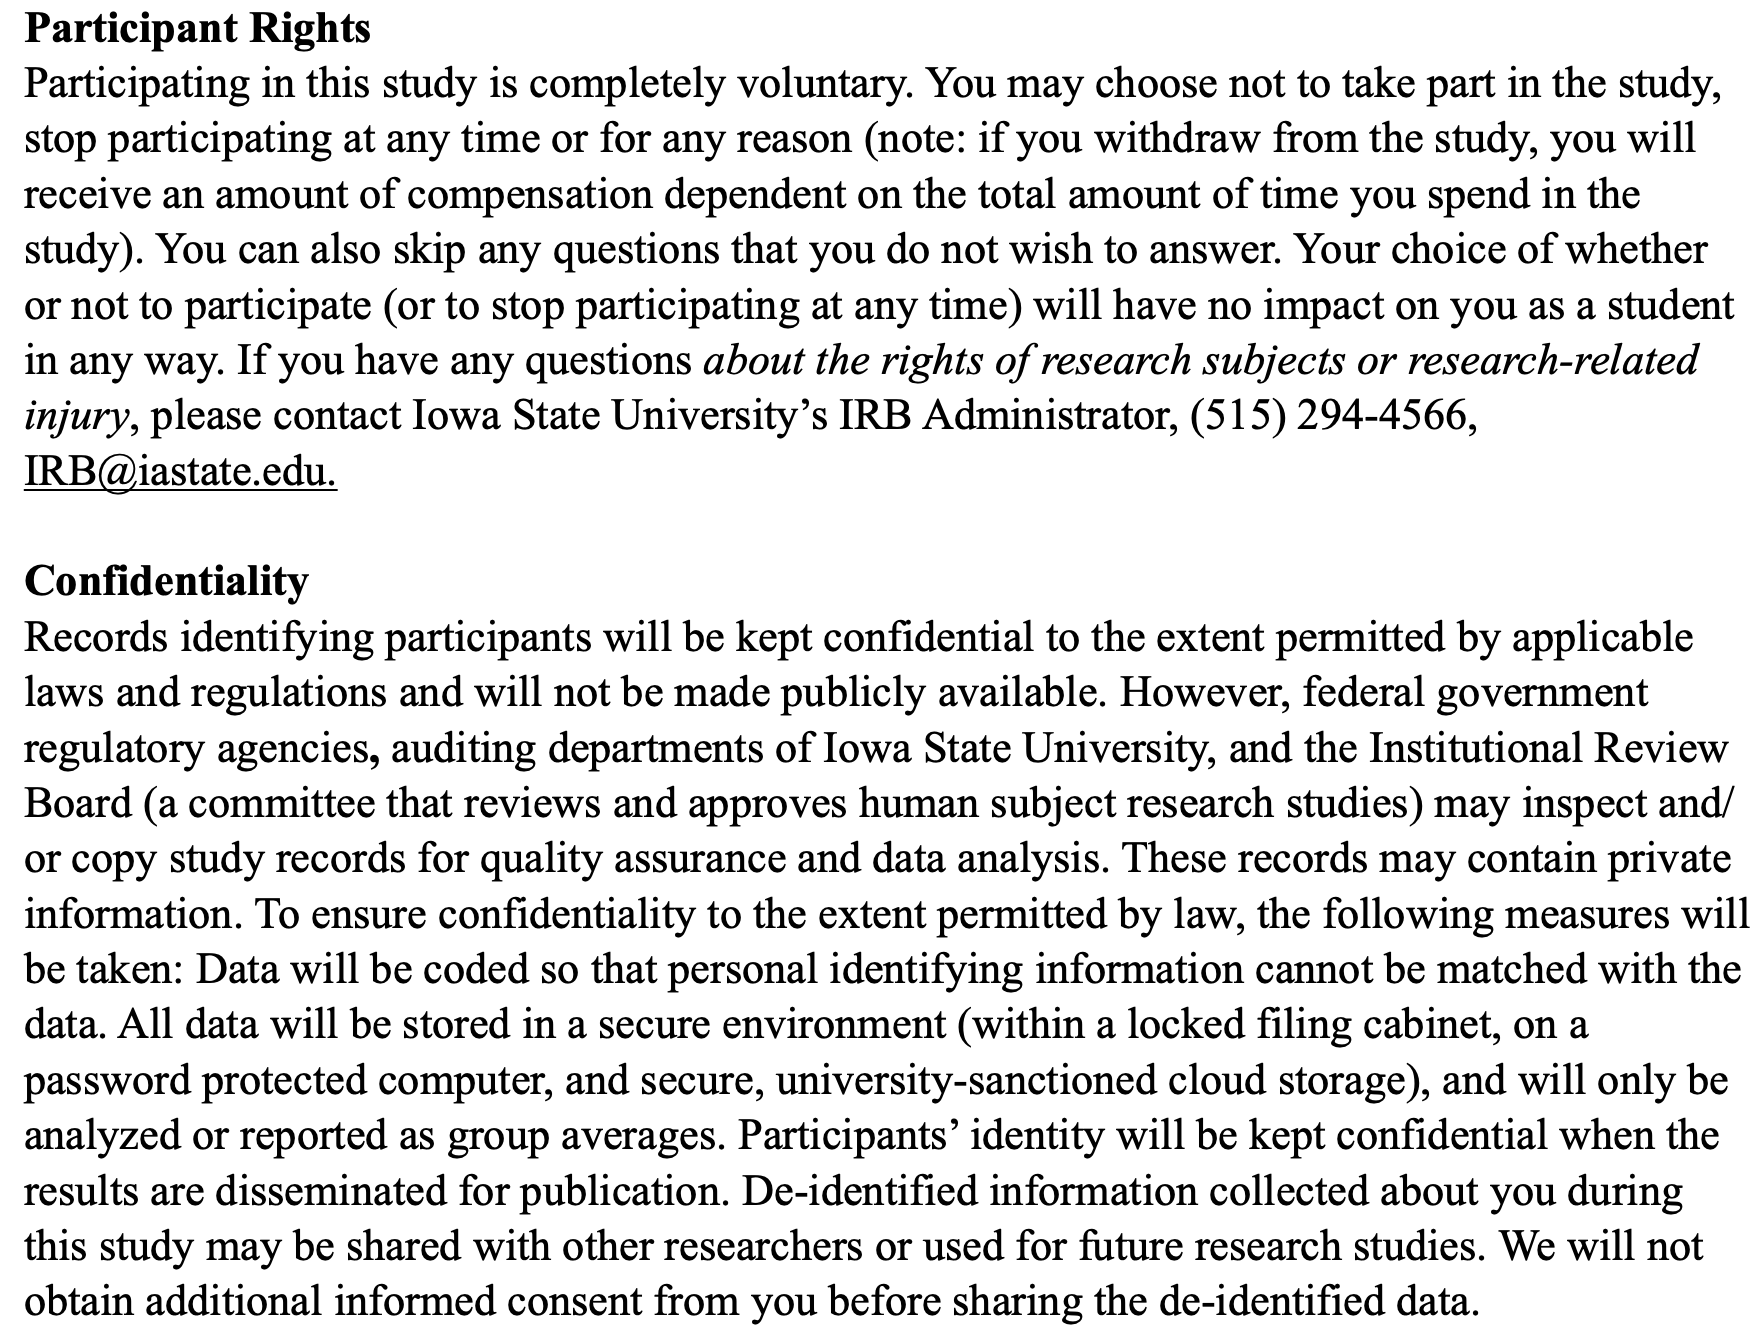 Participant Rights
Participating in this study is completely voluntary. You may choose not to take part in the study,
stop participating at any time or for any reason (note: if you withdraw from the study, you will
receive an amount of compensation dependent on the total amount of time you spend in the
study). You can also skip any questions that you do not wish to answer. Your choice of whether
or not to participate (or to stop participating at any time) will have no impact on you as a student
in any way. If you have any questions about the rights of research subjects or research-related
injury, please contact Iowa State University’s IRB Administrator, (515) 294-4566,
IRB@iastate.edu.
Confidentiality
Records identifying participants will be kept confidential to the extent permitted by applicable
laws and regulations and will not be made publicly available. However, federal government
regulatory agencies, auditing departments of Iowa State University, and the Institutional Review
Board (a committee that reviews and approves human subject research studies) may inspect and/
or copy study records for quality assurance and data analysis. These records may contain private
information. To ensure confidentiality to the extent permitted by law, the following measures will
be taken: Data will be coded so that personal identifying information cannot be matched with the
data. All data will be stored in a secure environment (within a locked filing cabinet, on a
password protected computer, and secure, university-sanctioned cloud storage), and will only be
analyzed or reported as group averages. Participants’ identity will be kept confidential when the
results are disseminated for publication. De-identified information collected about you during
this study may be shared with other researchers or used for future research studies. We will not
obtain additional informed consent from you before sharing the de-identified data.